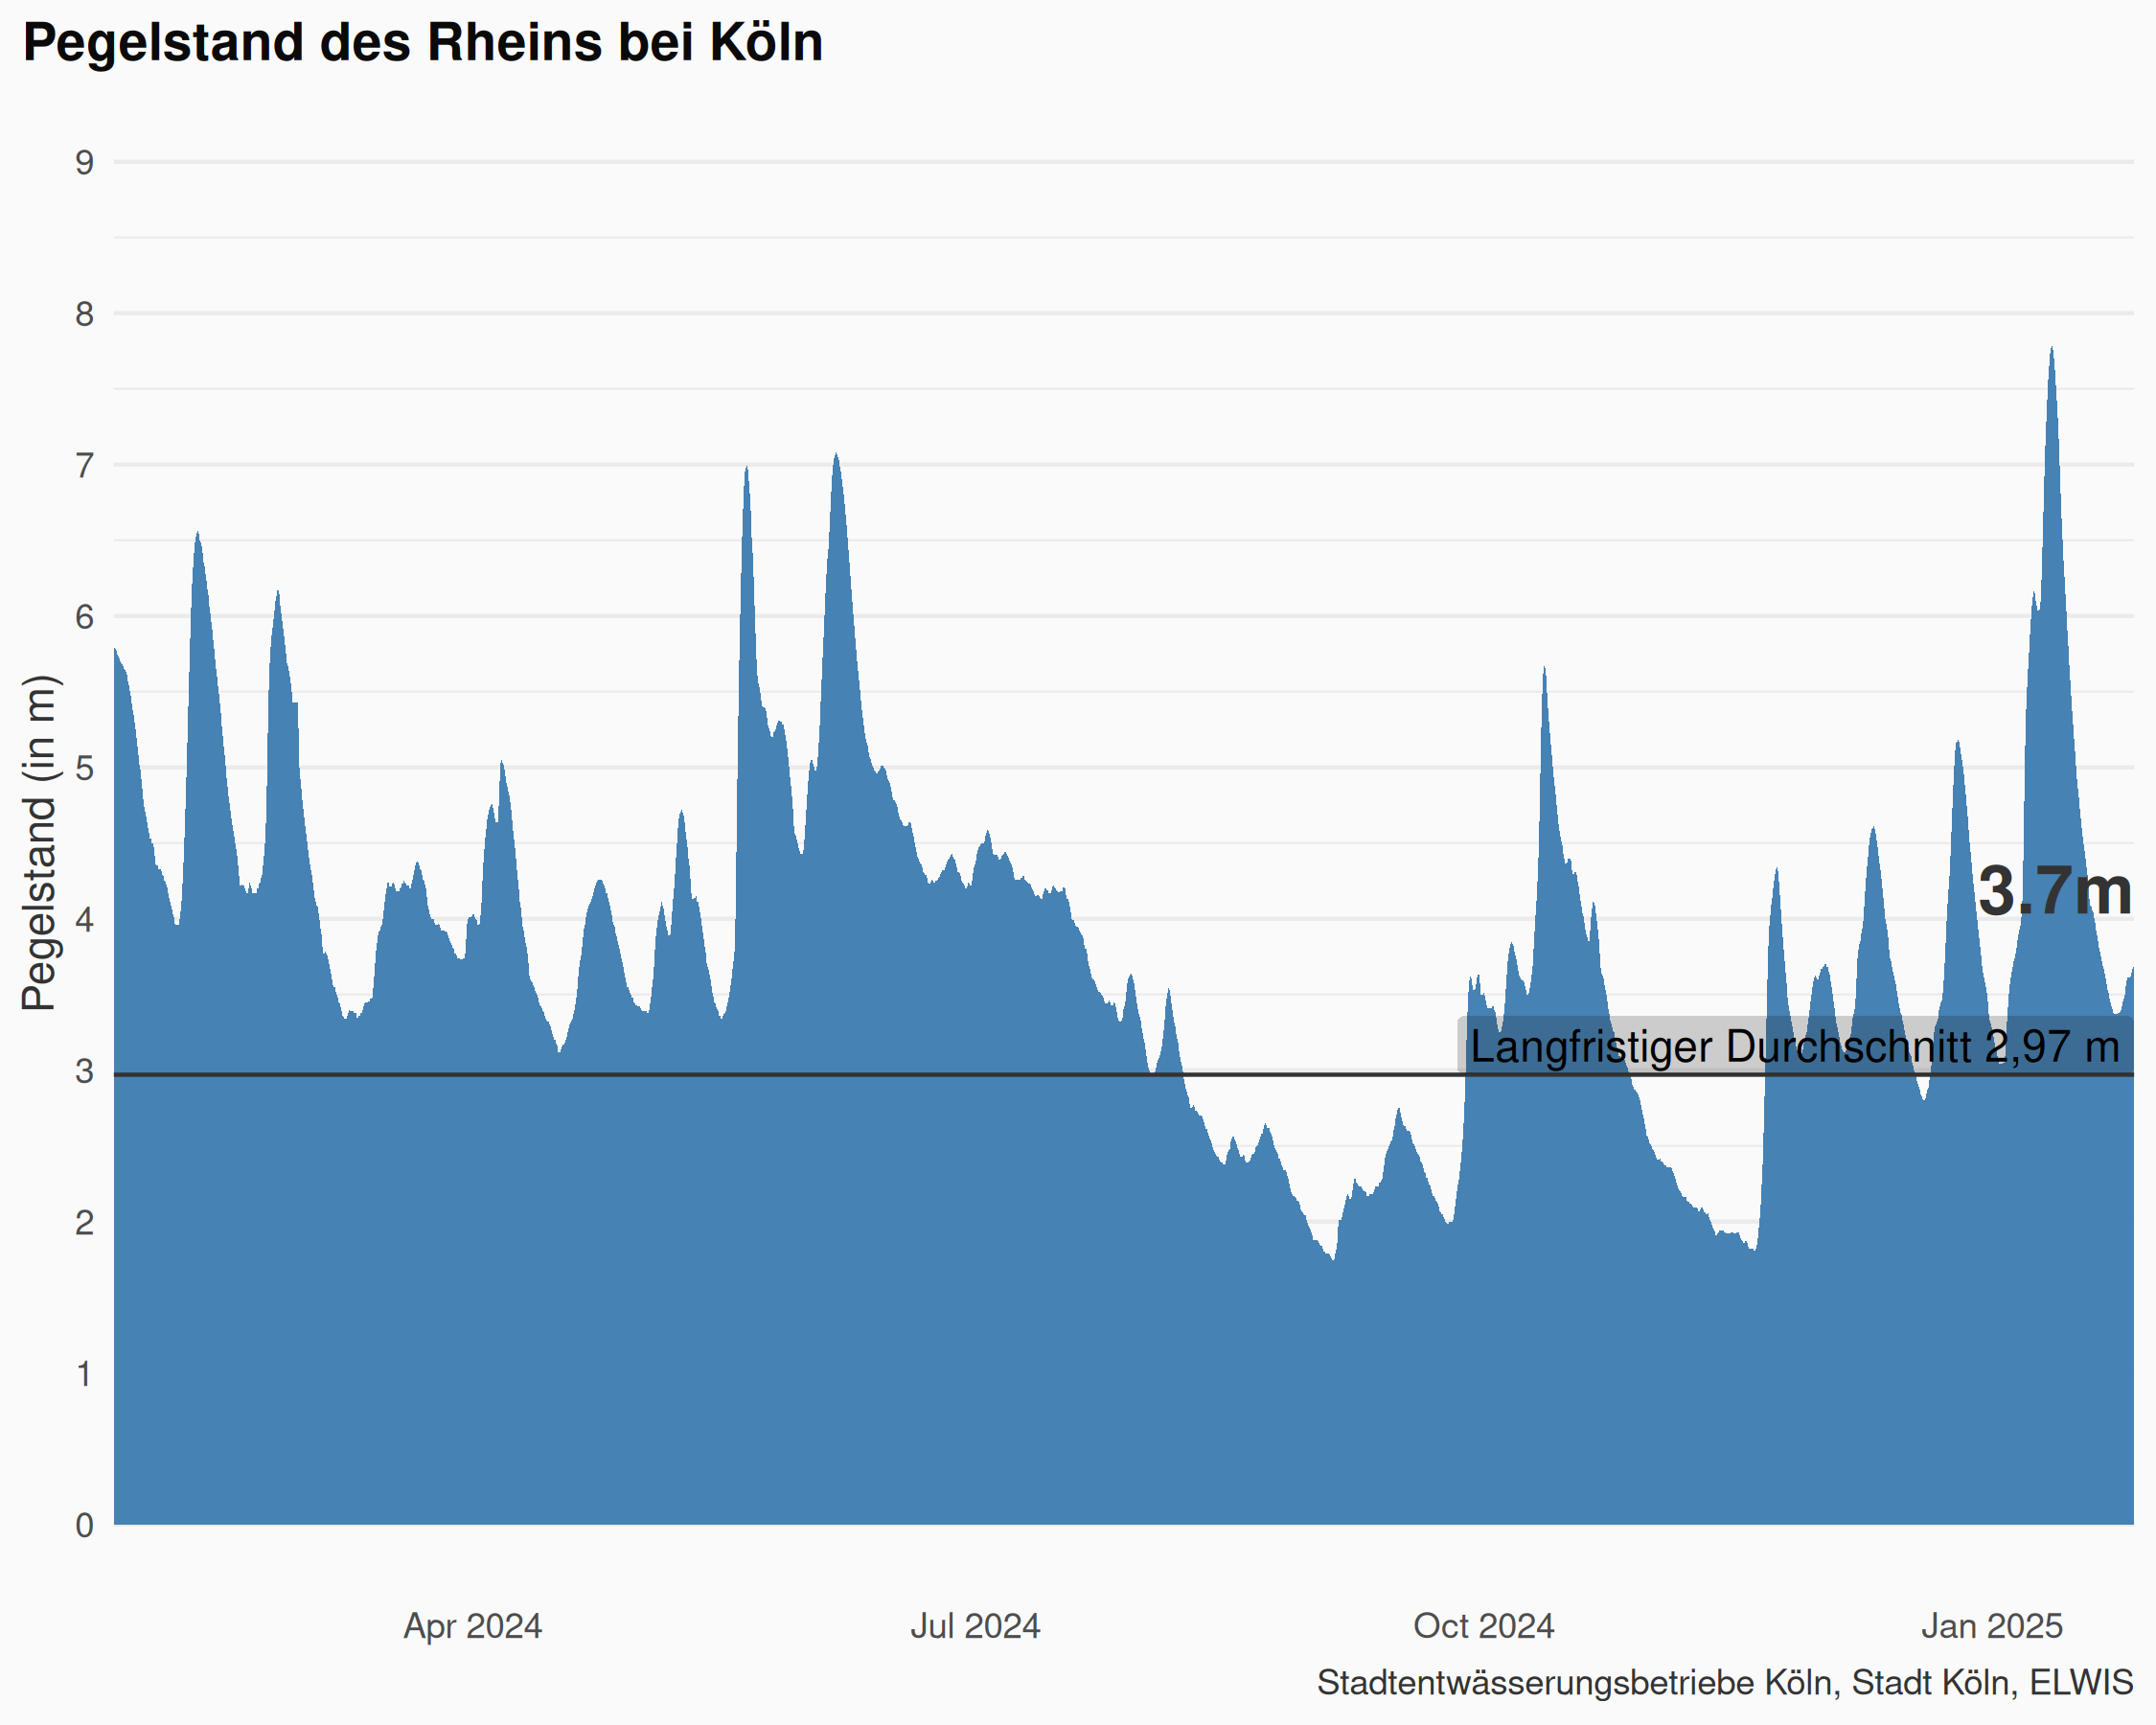 Pegelstand des Rheins bei Köln
9
8
7
6
5
4
3
2
1
0
Pegelstand (in m)
3.7m
Langfristiger Durchschnitt 2,97 m
Apr 2024
Jul 2024
Oct 2024
Jan 2025
Stadtentwässerungsbetriebe Köln, Stadt Köln, ELWIS